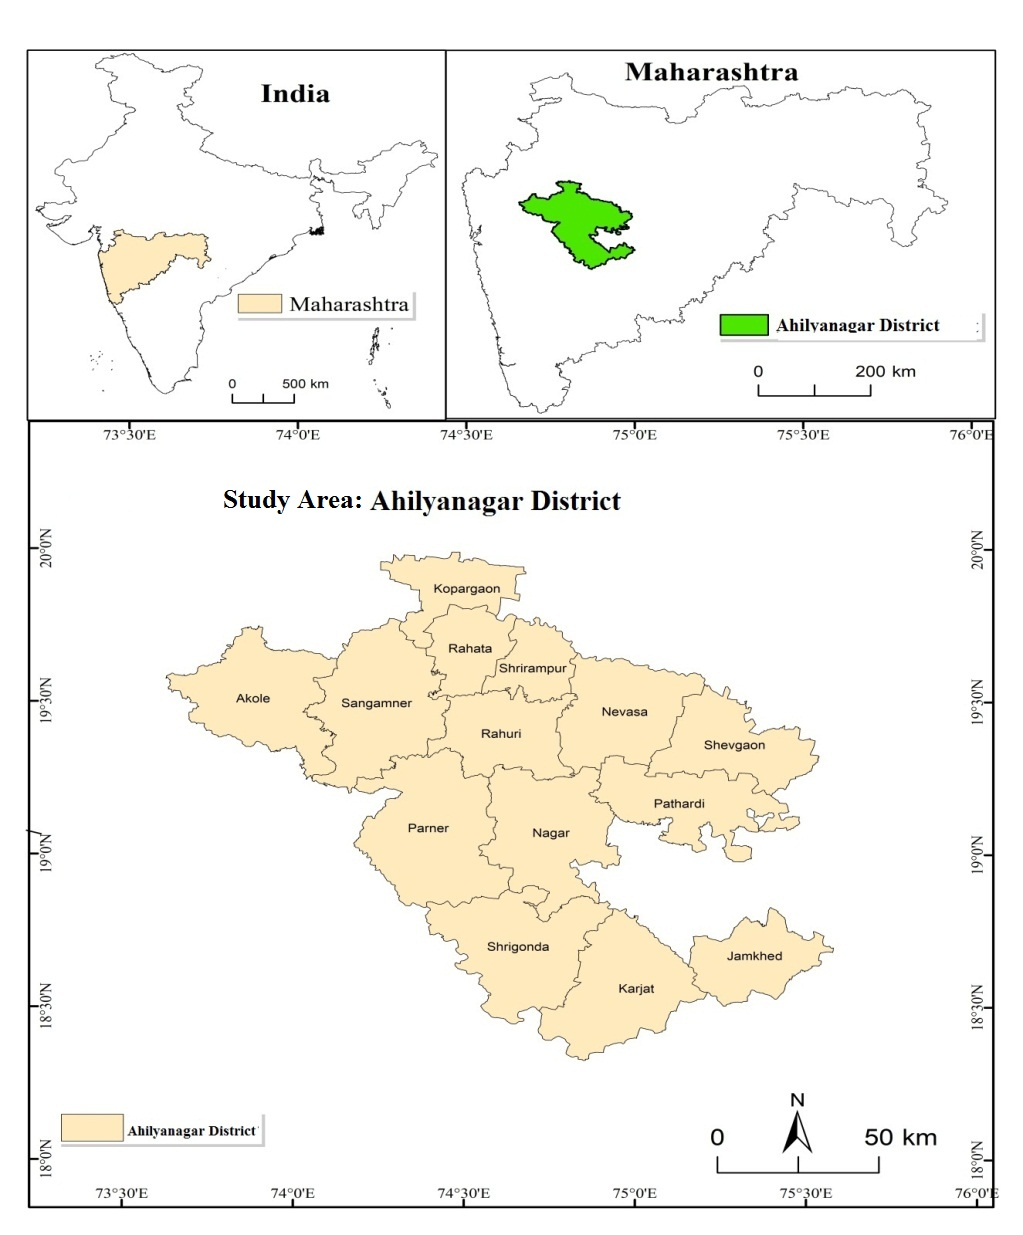 India
Maharashtra
0 500 km
Maharashtra
Ahilyanagar District
0 200 km
73°30'E 74°0'E 74°30'E 75°0'E 75°30'E 76°0'E
Study Area: Ahilyanagar District
20°0'N 20°0'N
Kopargaon
Rahata
Shrirampur
Akole
Sangamner
19°30'N 19°30'N
Nevasa
Rahuri
Shevgaon
Pathardi
Parner
Nagar
19°0'N 19°0'N
Shrigonda
Jamkhed
Karjat
18°30'N 18°30'N
N
Ahilyanagar District
0 50 km
18°0'N 18°0'N
73°30'E 74°0'E 74°30'E 75°0'E 75°30'E 76°0'E